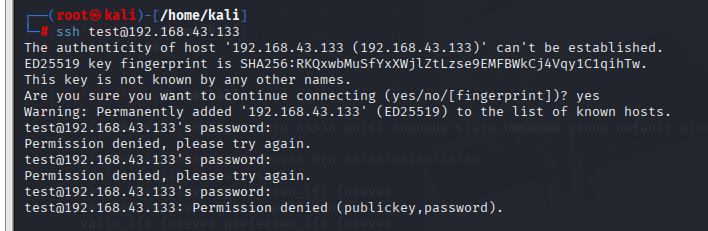 ┌──(root㉿kali)-[/home/kali]
└─# ssh test@192.168.43.133
The authenticity of host '192.168.43.133 (192.168.43.133)' can't be established.
ED25519 key fingerprint is SHA256:RKQxwbMuSfYxXWjlZtLzse9EMFBWkCj4Vqy1C1qihTw.
This key is not known by any other names.
Are you sure you want to continue connecting (yes/no/[fingerprint])? yes
Warning: Permanently added '192.168.43.133' (ED25519) to the list of known hosts.
test@192.168.43.133's password:
Permission denied, please try again.
test@192.168.43.133's password:
Permission denied, please try again.
test@192.168.43.133's password:
test@192.168.43.133: Permission denied (publickey,password).